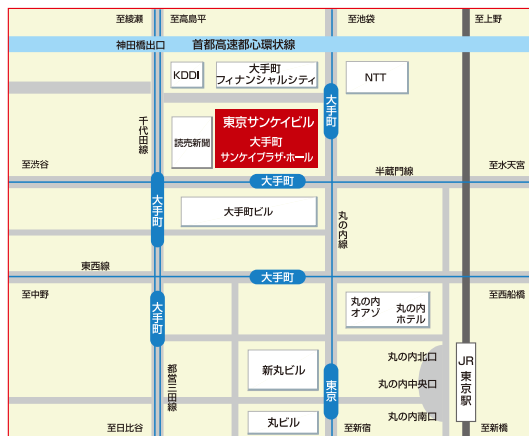 至綾瀬
至高島平
至池袋
至上野
神田橋出口
首都高速都心環状線
KDDI
大手町
フィナンシャルシティ
NTT
大手町
千代田線
読売新聞
東京サンケイビル
大手町
サンケイプラザ・ホール
至渋谷
半蔵門線
至水天宮
大手町
大手町
大手町ビル
丸の内線
東西線
大手町
至中野
至西船橋
大手町
丸の内
オアゾ
丸の内
ホテル
都営三田線
新丸ビル
東京
丸の内北口
丸の内中央口
丸の内南口
JR東京駅
丸ビル
至日比谷
至新宿
至新橋